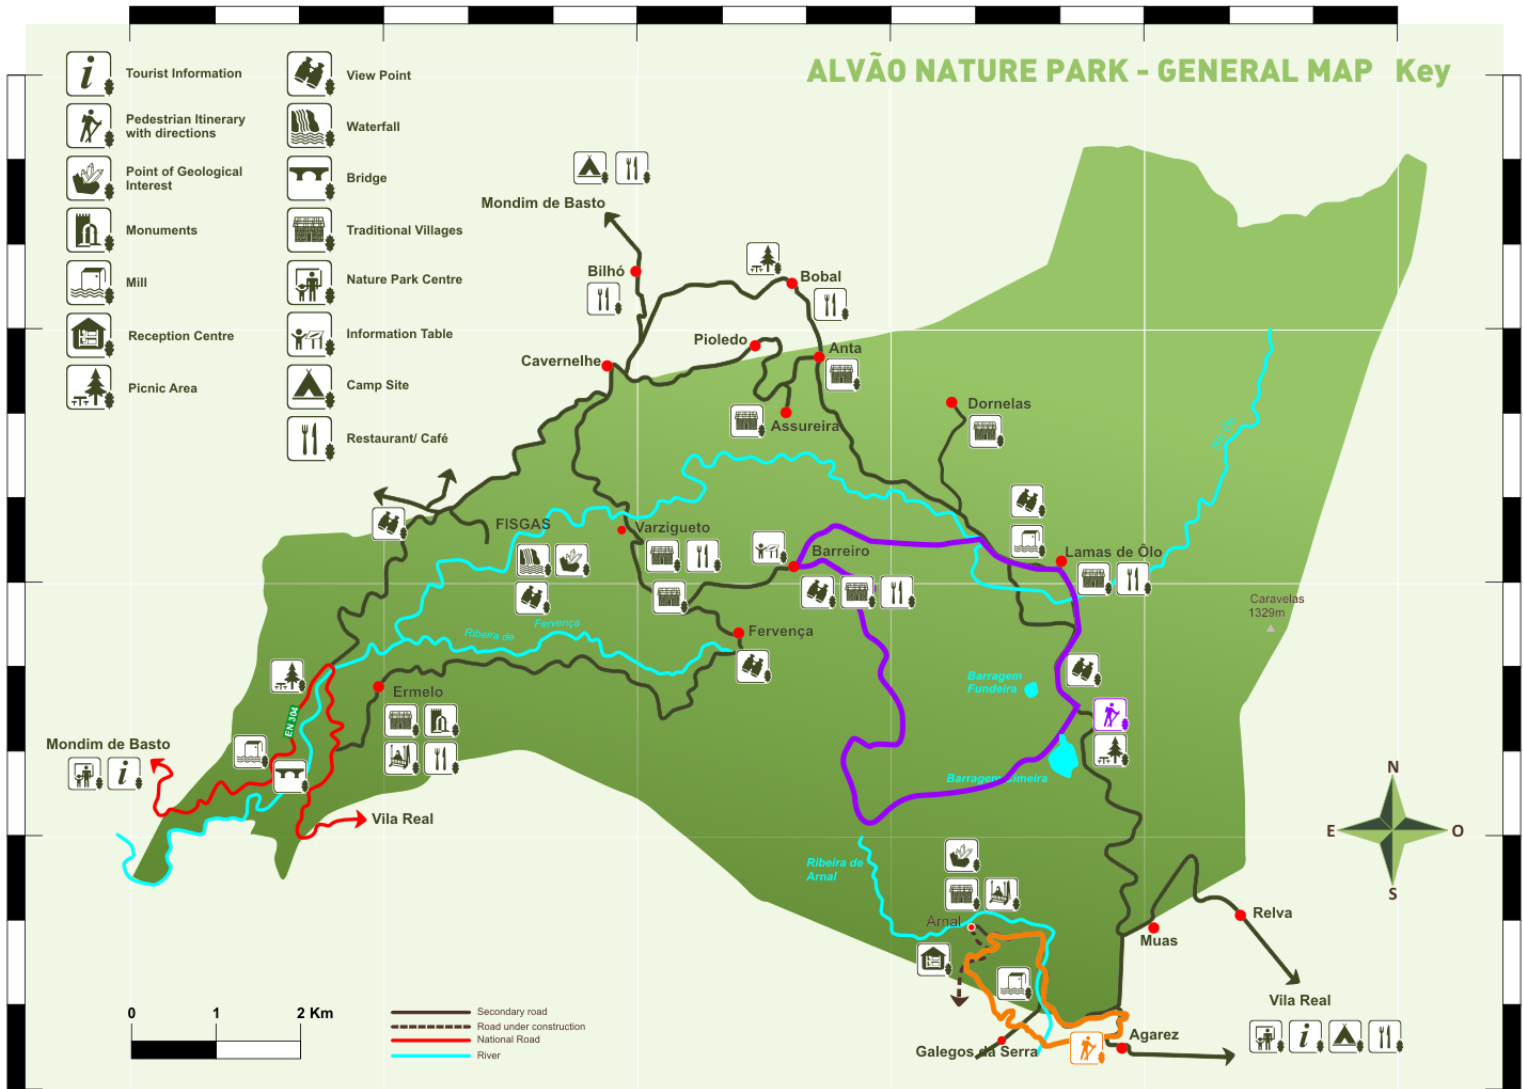 ALVÃO NATURE PARK - GENERAL MAP Key
Tourist Information
Pedestrian Itinerary
with directions
Point of Geological
Interest
Monuments
Mill
Reception Centre
Picnic Area
View Point
Waterfall
Bridge
Traditional Villages
Nature Park Centre
Information Table
Camp Site
Restaurant/ Café
Mondim de Basto
Bilhó
Bobal
Pioledo
Anta
Cavernelhe
Dornelas
Assureira
FISGAS
Varzigueto
Barreiro
Lamas de Ôlo
Caravelas
1329m
Ribeira de
Fervença
Fervença
Barragem
Fundeira
Ermelo
EN 304
Mondim de Basto
Barragem Cimeira
Vila Real
N
E
O
S
Ribeira de
Arnal
Arnal
Relva
Muas
Vila Real
Agarez
Galegos da Serra
0
1
2 Km
Secondary road
Road under construction
National Road
River